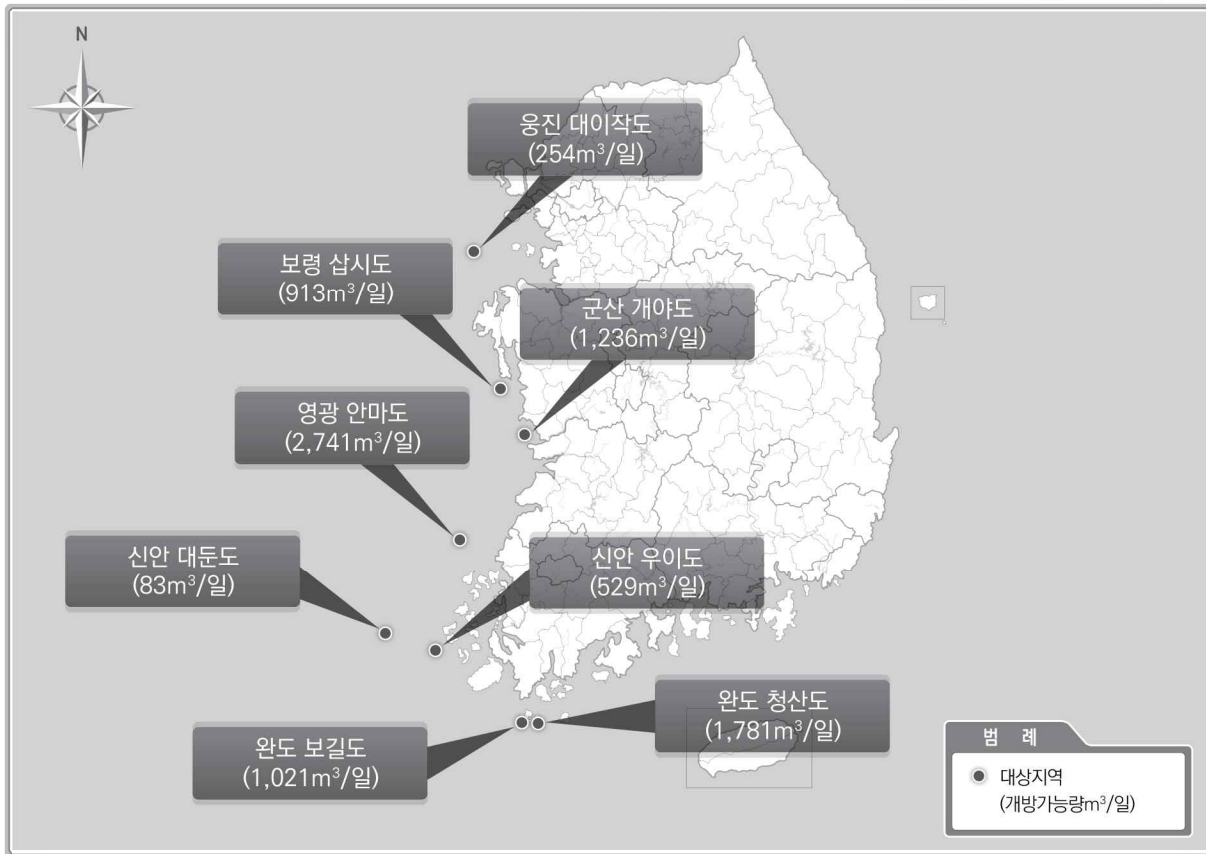 N
웅진 대이작도
(254m³/일)
보령 삽시도
(913m³/일)
군산 개야도
(1,236m³/일)
영광 안마도
(2,741m³/일)
신안 대둔도
(83m³/일)
신안 우이도
(529m³/일)
완도 청산도
(1,781m³/일)
완도 보길도
(1,021m³/일)
범 례
대상지역
(개방가능량m³/일)